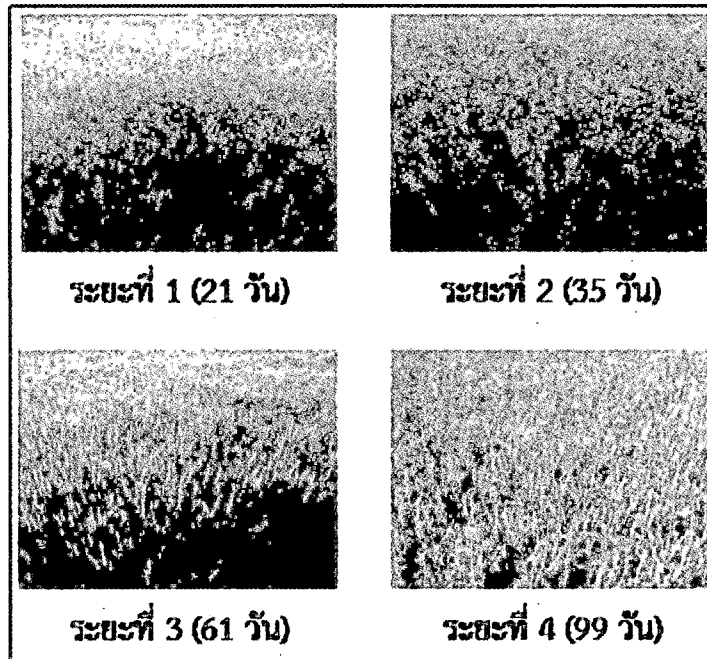 ระยะที่ 1 (21 วัน)
ระยะที่ 2 (35 วัน)
ระยะที่ 3 (61 วัน)
ระยะที่ 4 (99 วัน)